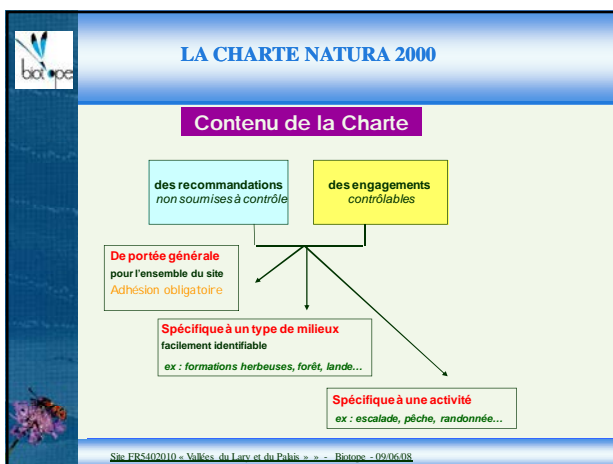 LA CHARTE NATURA 2000
biotope
Contenu de la Charte
des recommandations
non soumises à contrôle
des engagements
contrôlables
De portée générale
pour l'ensemble du site
Adhésion obligatoire
Spécifique à un type de milieux
facilement identifiable
ex : formations herbeuses, forêt, lande...
Spécifique à une activité
ex : escalade, pêche, randonnée...
Site FR5402010 « Vallées du Lary et du Palais » » - Biotope - 09/06/08